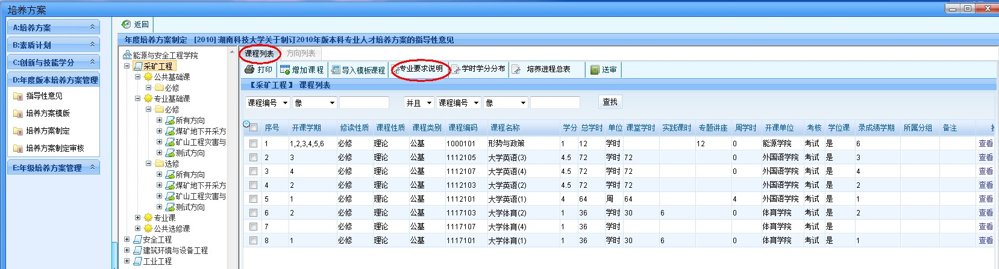 培养方案
返回
A:培养方案
B:素质计划
C:创新与技能学分
D:年度版本培养方案管理
指导性意见
培养方案模版
培养方案制定
培养方案制定审核
E:年级培养方案管理
年度培养方案制定 [2010]湖南科技大学关于制订2010年版本科专业人才培养方案的指导性意见
能源与安全工程学院
采矿工程
公共基础课
必修
专业基础课
必修
所有方向
煤矿地下开采方
矿山工程灾害与
测试方向
选修
所有方向
煤矿地下开采方
矿山工程灾害与
测试方向
专业课
公共选修课
安全工程
建筑环境与设备工程
工业工程
课程列表 方向列表
打印 增加课程 导入模板课程 专业要求说明 学时学分分布 培养进程总表 送审
【采矿工程】 课程列表
课程编号 像 并且 课程编号 像 查找
序号 开课学期 修读性质 课程性质 课程类别 课程编码 课程名称 学分 总学时 单位 课堂学时 实践课时 专题讲座 周学时 开课单位 考核 学位课 录成绩学期 所属分组 备注
1 1,2,3,4,5,6 必修 理论 公基 1000101 形势与政策 1 12 学时 12 0 能源学院 考试 是 6 查看
2 3 必修 理论 公基 1112105 大学英语(3) 4.5 72 学时 72 0 外国语学院 考试 是 3 查看
3 4 必修 理论 公基 1112107 大学英语(4) 4.5 72 学时 72 0 外国语学院 考试 是 4 查看
4 2 必修 理论 公基 1112103 大学英语(2) 4.5 72 学时 72 0 外国语学院 考试 是 2 查看
5 1 必修 理论 公基 1112101 大学英语(1) 4 64 周 64 4 外国语学院 考试 是 1 查看
6 2 必修 理论 公基 1117103 大学体育(2) 1 36 学时 30 6 0 体育学院 考试 是 2 查看
7 必修 理论 公基 1117107 大学体育(4) 1 36 学时 体育学院 考试 是 查看
8 1 必修 理论 公基 1117101 大学体育(1) 1 36 学时 30 6 0 体育学院 考试 是 1 查看